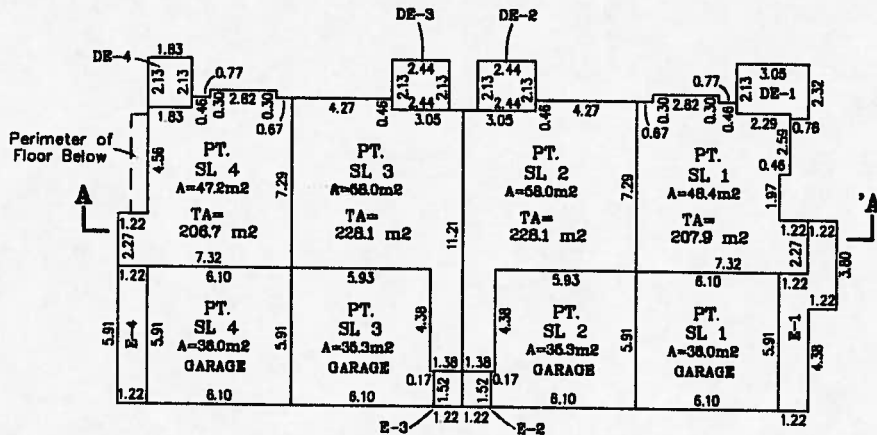 DE-3
DE-2
DE-4
1.83
2.13
2.13
1.83
0.77
0.46
0.30
2.82
0.30
0.67
4.27
0.46
2.44
2.13
2.13
2.44
3.05
2.44
2.13
2.13
2.44
3.05
0.46
4.27
0.67
0.30
2.82
0.30
0.77
0.46
2.13
3.05
DE-1
2.32
2.29
0.76
2.59
0.46
1.97
Perimeter of
Floor Below
4.56
PT.
SL 4
A=47.2m2
TA=
206.7 m2
7.29
PT.
SL 3
A=58.0m2
TA=
228.1 m2
11.21
PT.
SL 2
A=58.0m2
TA=
228.1 m2
7.29
PT.
SL 1
A=48.4m2
TA=
207.9 m2
A
'A
1.22
2.27
1.22
7.32
6.10
5.93
5.93
7.32
6.10
1.22
1.22
2.27
1.22
3.80
1.22
5.91
E-4
5.91
PT.
SL 4
A=36.0m2
GARAGE
5.91
PT.
SL 3
A=35.3m2
GARAGE
4.38
4.38
PT.
SL 2
A=35.3m2
GARAGE
5.91
PT.
SL 1
A=36.0m2
GARAGE
5.91
E-1
4.38
1.38
1.38
0.17
1.52
1.52
0.17
1.22
6.10
6.10
1.22
1.22
6.10
6.10
1.22
E-3
E-2